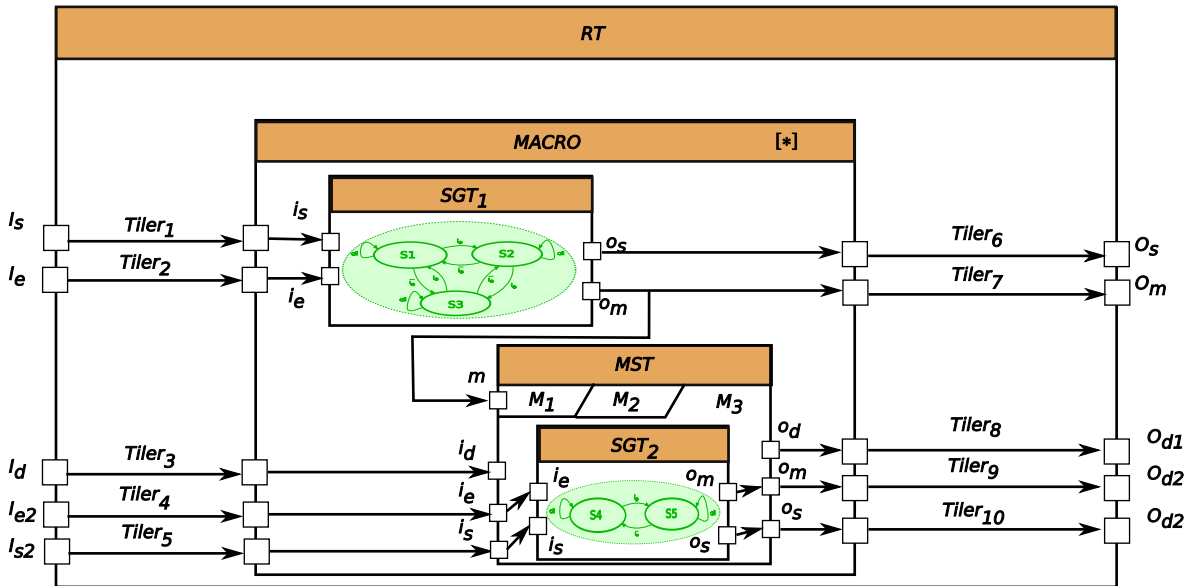 RT
MACRO [*]
SGT1
Is Tiler1 is
S1 S2
os Tiler6 Os
Ie Tiler2 ie
S3
om Tiler7 Om
MST
m M1 M2 M3
SGT2
Id Tiler3 id
od Tiler8 Od1
Ie2 Tiler4 ie ie
om om Tiler9 Od2
S4 S5
Is2 Tiler5 is is
os os Tiler10 Od2